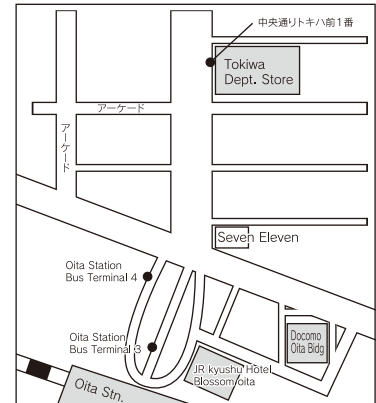 中央通りトキハ前1番
Tokiwa
Dept. Store
アーケード
アーケード
Seven Eleven
Oita Station
Bus Terminal 4
Oita Station
Bus Terminal 3
Docomo
Oita Bidg
JR kyushu Hotel
Blossom oita
Oita Stn.